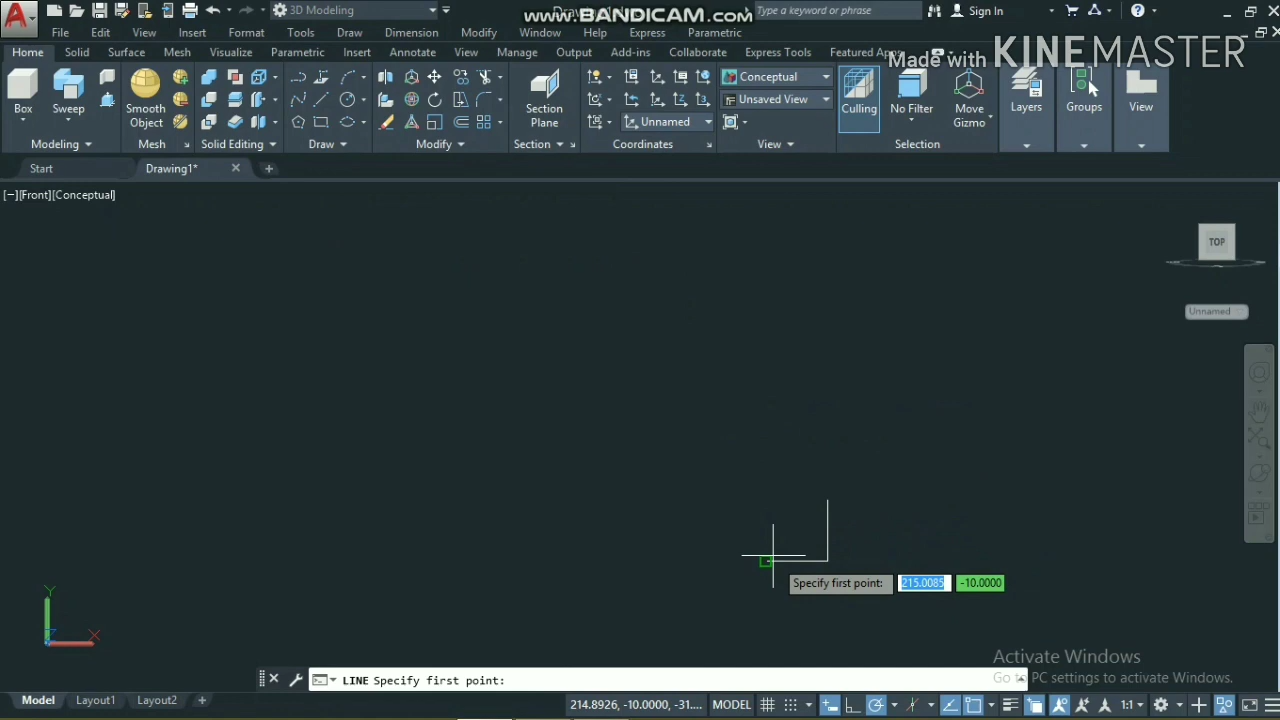 3D Modeling
Drawing1
www.BANDICAM.com
Type a keyword or phrase
Sign In
File Edit View Insert Format Tools Draw Dimension Modify Window Help Express Parametric
Home Solid Surface Mesh Visualize Parametric Insert Annotate View Manage Output Add-ins Collaborate Express Tools Featured Apps
Made with KINEMASTER
Box
Sweep
Smooth
Object
Section
Plane
Unnamed
Conceptual
Unsaved View
Culling
No Filter
Move
Gizmo
Layers
Groups
View
Modeling
Mesh
Solid Editing
Draw
Modify
Section
Coordinates
View
Selection
Start
Drawing1*
[−][Front][Conceptual]
TOP
Unnamed
Specify first point:
215.0085
-10.0000
Y
X
Z
Activate Windows
Go to PC settings to activate Windows.
LINE Specify first point:
Model
Layout1
Layout2
214.8926, -10.0000, -31....
MODEL
1:1